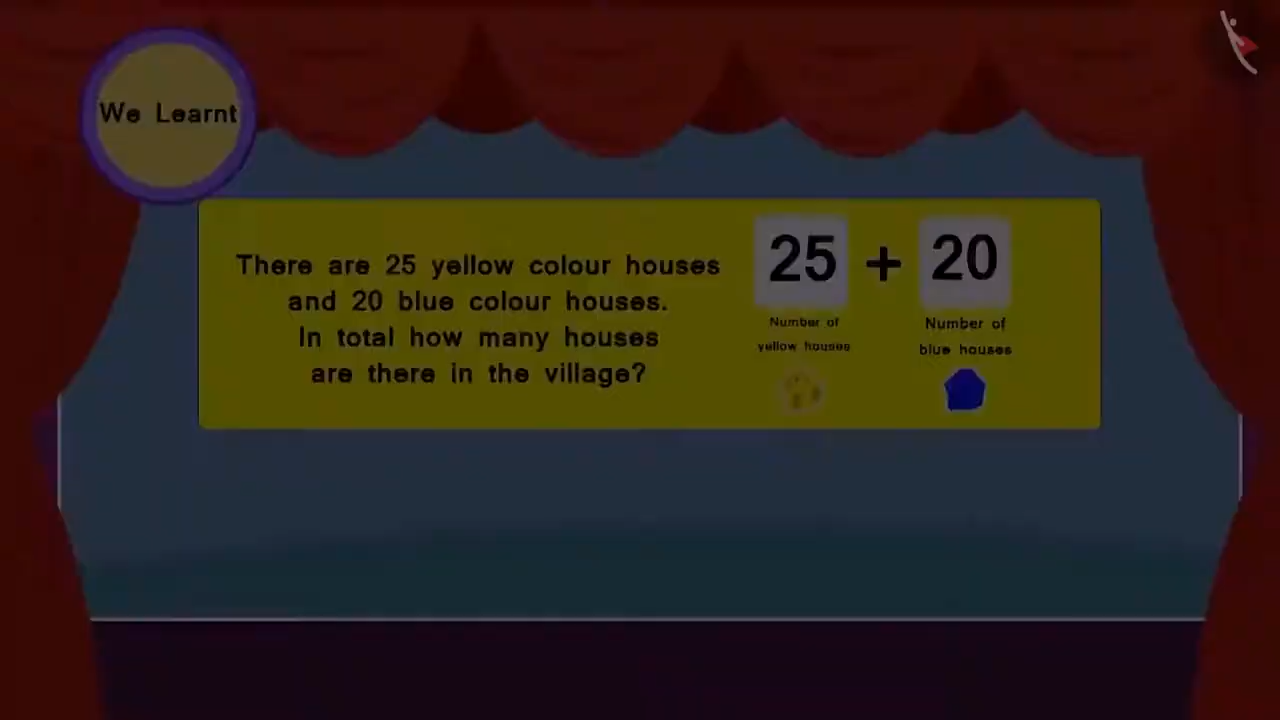 We Learnt
There are 25 yellow colour houses
and 20 blue colour houses.
In total how many houses
are there in the village?
25 + 20
Number of
yellow houses
Number of
blue houses